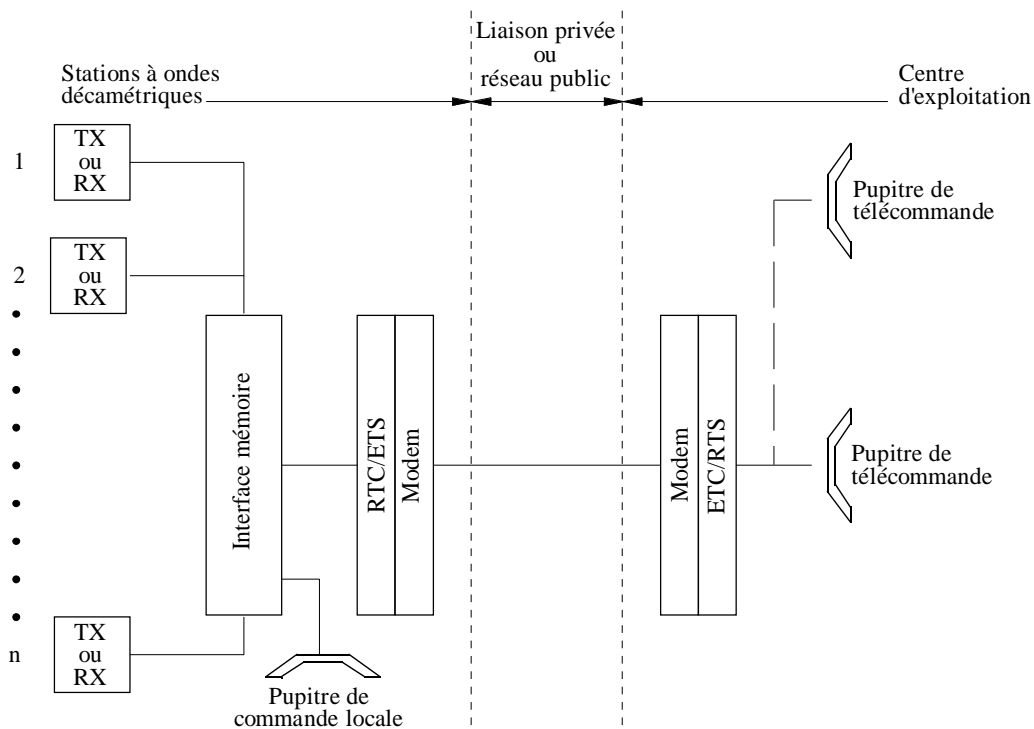 Liaison privée
ou
réseau public
Stations à ondes
décamétriques
Centre
d'exploitation
1
TX
ou
RX
Pupitre de
télécommande
2
TX
ou
RX
Interface mémoire
RTC/ETS
Modem
Modem
ETC/RTS
Pupitre de
télécommande
n
TX
ou
RX
Pupitre de
commande locale